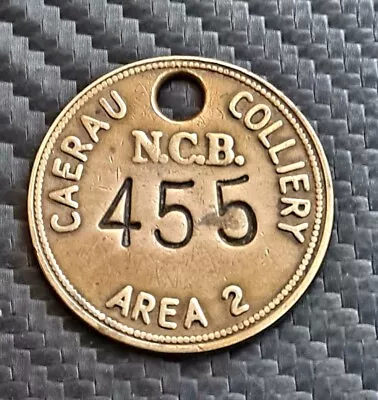 CAERAU COLLIERY
N.C.B.
455
AREA 2